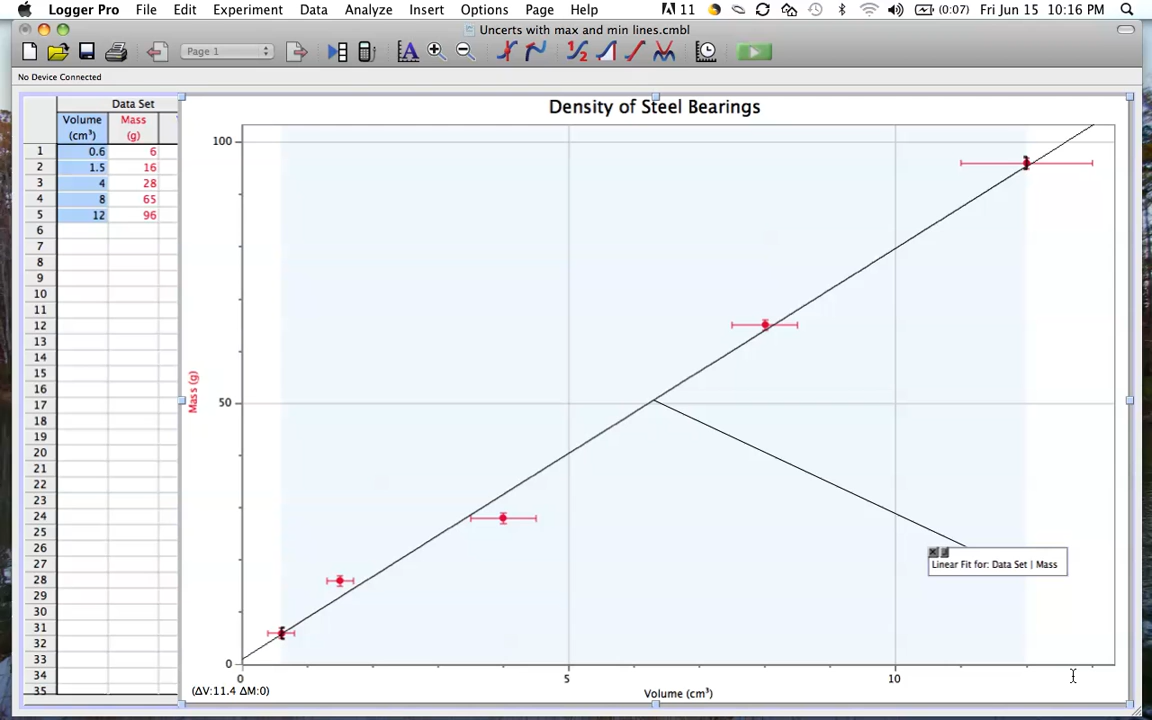 Logger Pro File Edit Experiment Data Analyze Insert Options Page Help 11 (0:07) Fri Jun 15 10:16 PM
Uncerts with max and min lines.cmbl
Page 1
No Device Connected
Data Set
Volume Mass
(cm³) (g)
1 0.6 6
2 1.5 16
3 4 28
4 8 65
5 12 96
6
7
8
9
10
11
12
13
14
15
16
17
18
19
20
21
22
23
24
25
26
27
28
29
30
31
32
33
34
35
Density of Steel Bearings
100
50
0
Mass (g)
0 5 10
Volume (cm³)
(ΔV:11.4 ΔM:0)
Linear Fit for: Data Set | Mass